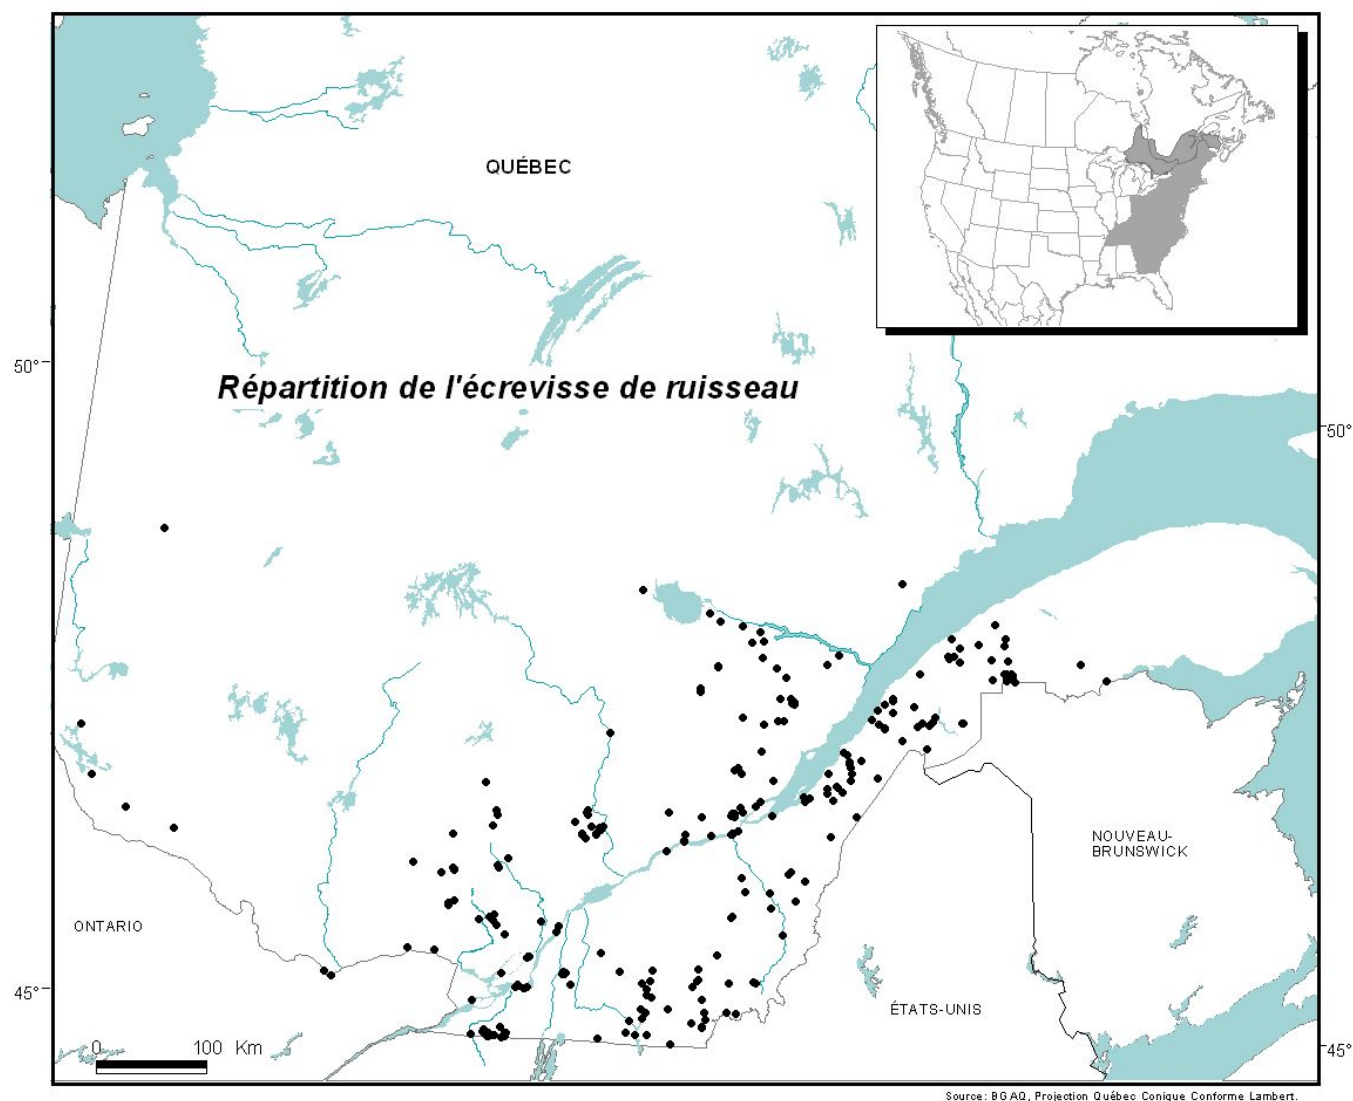 QUÉBEC
50°
Répartition de l'écrevisse de ruisseau
50°
NOUVEAU-
BRUNSWICK
ONTARIO
45°
ÉTATS-UNIS
0 100 Km
45°
Source: BGAQ, Projection Québec Conique Conforme Lambert.